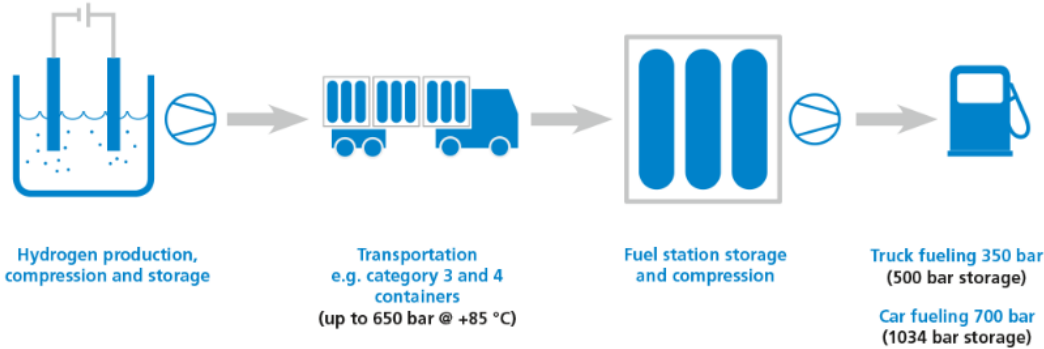 Hydrogen production,
compression and storage
Transportation
e.g. category 3 and 4
containers
(up to 650 bar @ +85 °C)
Fuel station storage
and compression
Truck fueling 350 bar
(500 bar storage)
Car fueling 700 bar
(1034 bar storage)